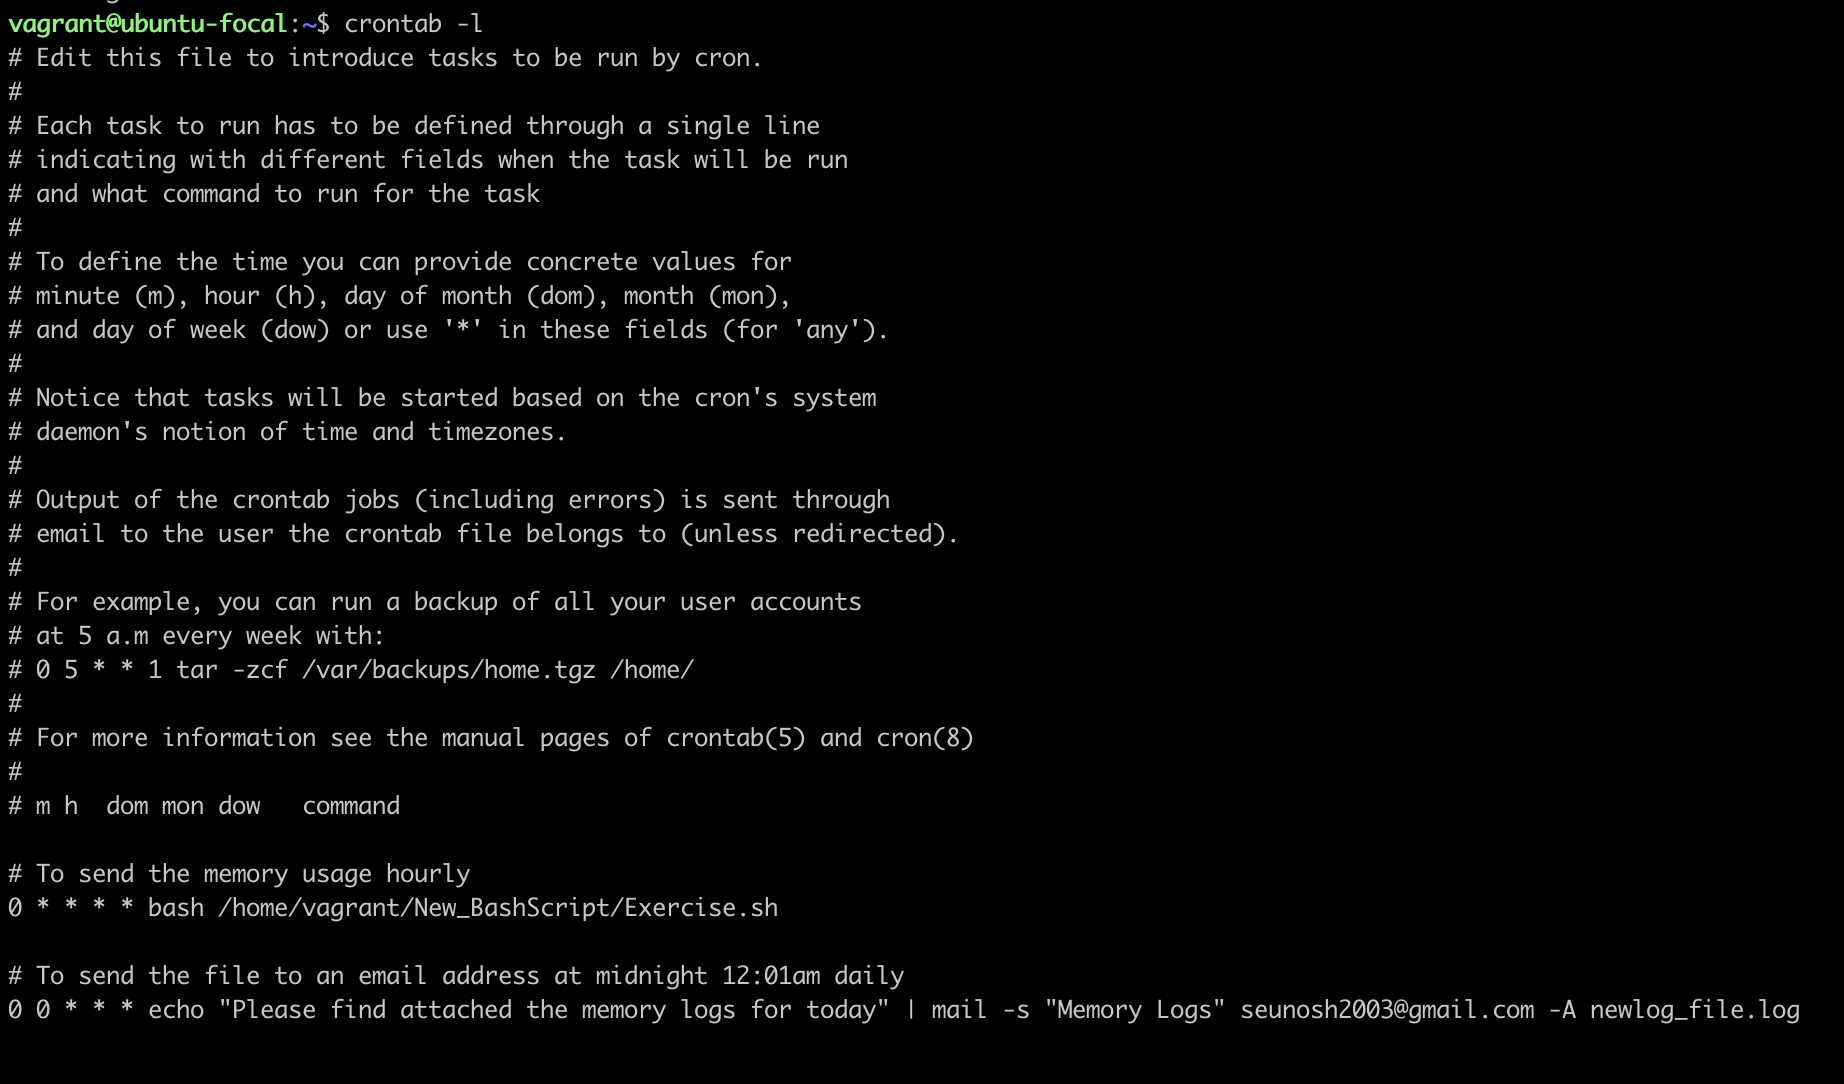 vagrant@ubuntu-focal:~$ crontab -l
# Edit this file to introduce tasks to be run by cron.
#
# Each task to run has to be defined through a single line
# indicating with different fields when the task will be run
# and what command to run for the task
#
# To define the time you can provide concrete values for
# minute (m), hour (h), day of month (dom), month (mon),
# and day of week (dow) or use '*' in these fields (for 'any').
#
# Notice that tasks will be started based on the cron's system
# daemon's notion of time and timezones.
#
# Output of the crontab jobs (including errors) is sent through
# email to the user the crontab file belongs to (unless redirected).
#
# For example, you can run a backup of all your user accounts
# at 5 a.m every week with:
# 0 5 * * 1 tar -zcf /var/backups/home.tgz /home/
#
# For more information see the manual pages of crontab(5) and cron(8)
#
# m h  dom mon dow   command

# To send the memory usage hourly
0 * * * * bash /home/vagrant/New_BashScript/Exercise.sh

# To send the file to an email address at midnight 12:01am daily
0 0 * * * echo "Please find attached the memory logs for today" | mail -s "Memory Logs" seunosh2003@gmail.com -A newlog_file.log